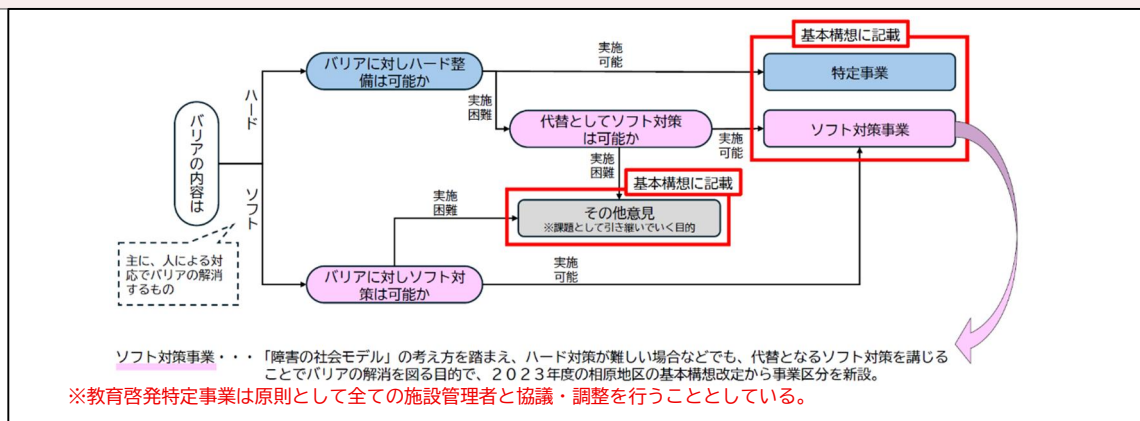 基本構想に記載
バリアに対しハード整
備は可能か
実施
可能
特定事業
ハード
実施
困難
代替としてソフト対策
は可能か
実施
可能
ソフト対策事業
バリアの内容は
実施
困難
基本構想に記載
ソフト
実施
困難
その他意見
※課題として引き継いでいく目的
主に、人による対
応でバリアの解消
するもの
バリアに対しソフト対
策は可能か
実施
可能
ソフト対策事業・・・「障害の社会モデル」の考え方を踏まえ、ハード対策が難しい場合などでも、代替となるソフト対策を講じる
ことでバリアの解消を図る目的で、２０２３年度の相原地区の基本構想改定から事業区分を新設。
※教育啓発特定事業は原則として全ての施設管理者と協議・調整を行うこととしている。